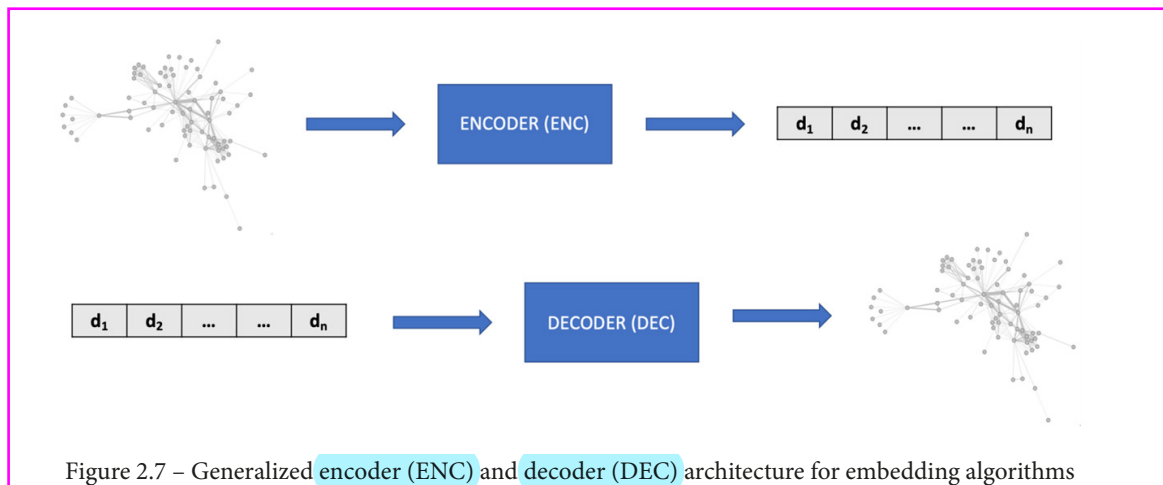 ENCODER (ENC)
d₁ d₂ ... ... dₙ
d₁ d₂ ... ... dₙ
DECODER (DEC)
Figure 2.7 – Generalized encoder (ENC) and decoder (DEC) architecture for embedding algorithms